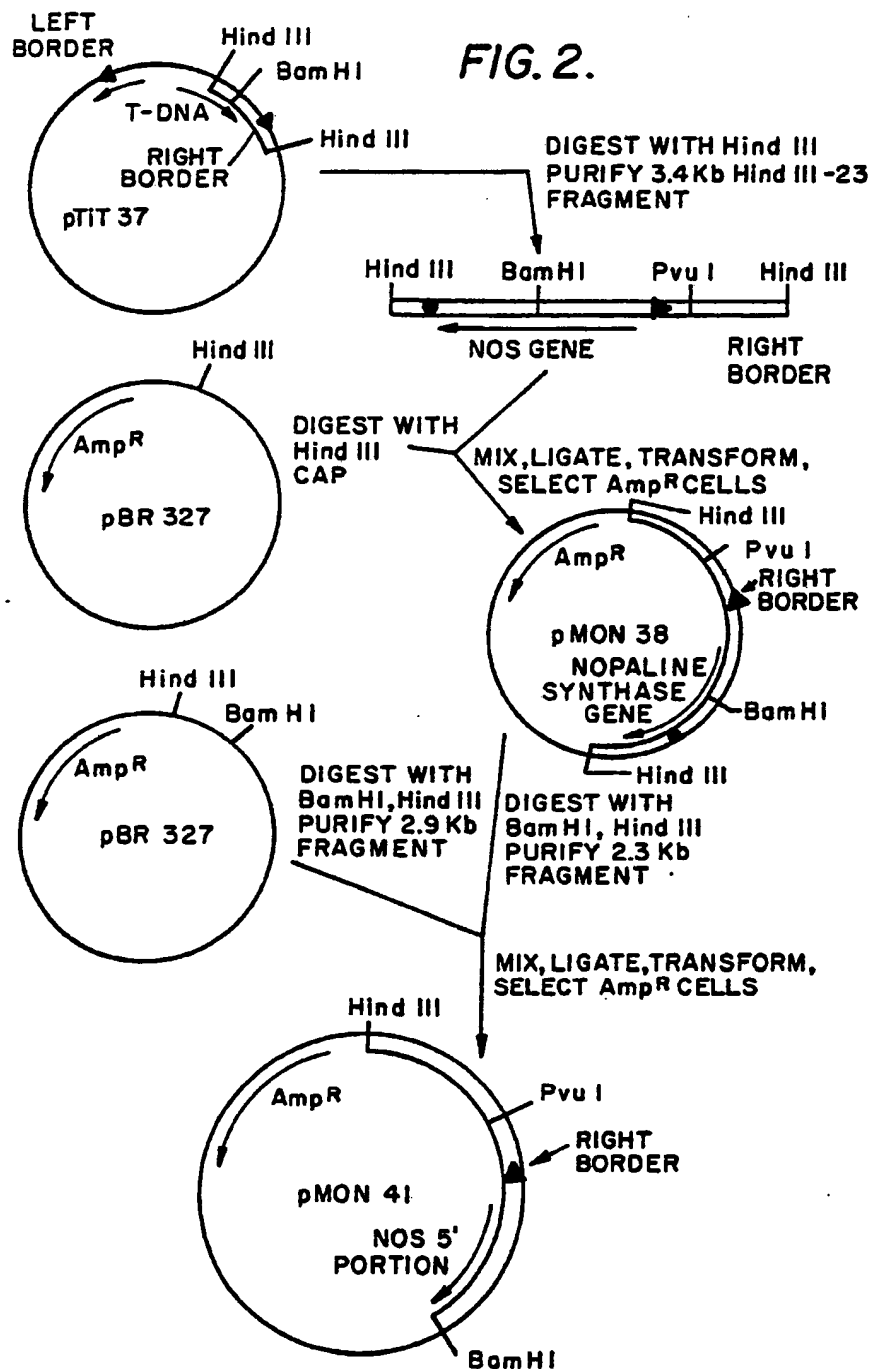 FIG. 2.
LEFT
BORDER
Hind III
BamHI
T-DNA
RIGHT
BORDER
Hind III
pTiT 37
DIGEST WITH Hind III
PURIFY 3.4 Kb Hind III-23
FRAGMENT
Hind III BamHI Pvu I Hind III
NOS GENE
RIGHT
BORDER
Hind III
AmpR
pBR 327
DIGEST WITH
Hind III
CAP
MIX, LIGATE, TRANSFORM,
SELECT AmpR CELLS
Hind III
Pvu I
RIGHT
BORDER
AmpR
pMON 38
NOPALINE
SYNTHASE
GENE
BamHI
Hind III
Hind III
Bam HI
AmpR
pBR 327
DIGEST WITH
BamHI, Hind III
PURIFY 2.9 Kb
FRAGMENT
DIGEST WITH
BamHI, Hind III
PURIFY 2.3 Kb
FRAGMENT
MIX, LIGATE, TRANSFORM,
SELECT AmpR CELLS
Hind III
AmpR
Pvu I
RIGHT
BORDER
pMON 41
NOS 5'
PORTION
BamHI